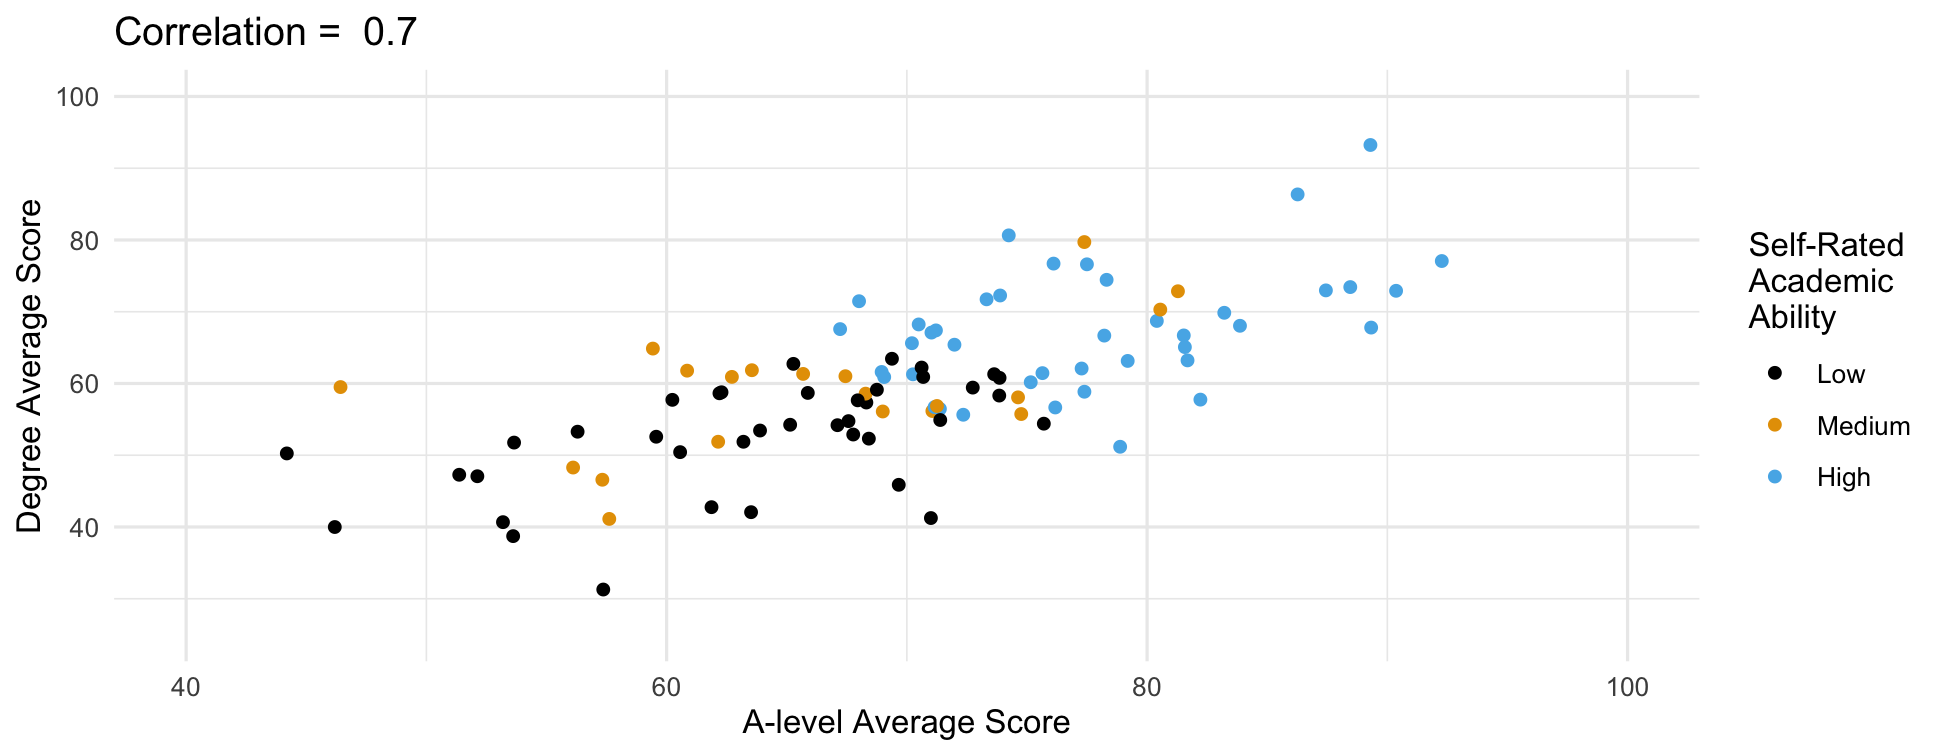 Correlation =  0.7
Degree Average Score
100
80
60
40
40
60
80
100
A-level Average Score
Self-Rated
Academic
Ability
Low
Medium
High